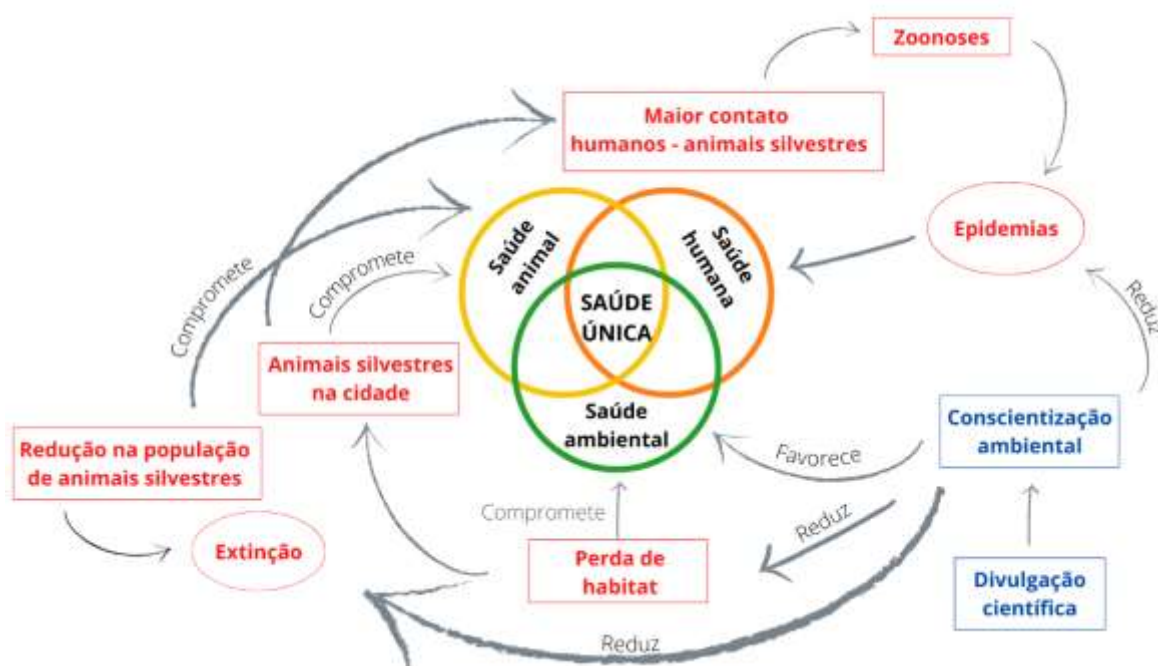 Zoonoses
Maior contato
humanos - animais silvestres
Epidemias
Saúde
animal
Saúde
humana
SAÚDE
ÚNICA
Saúde
ambiental
Compromete
Compromete
Reduz
Animais silvestres
na cidade
Redução na população
de animais silvestres
Conscientização
ambiental
Favorece
Extinção
Compromete
Reduz
Perda de
habitat
Divulgação
científica
Reduz